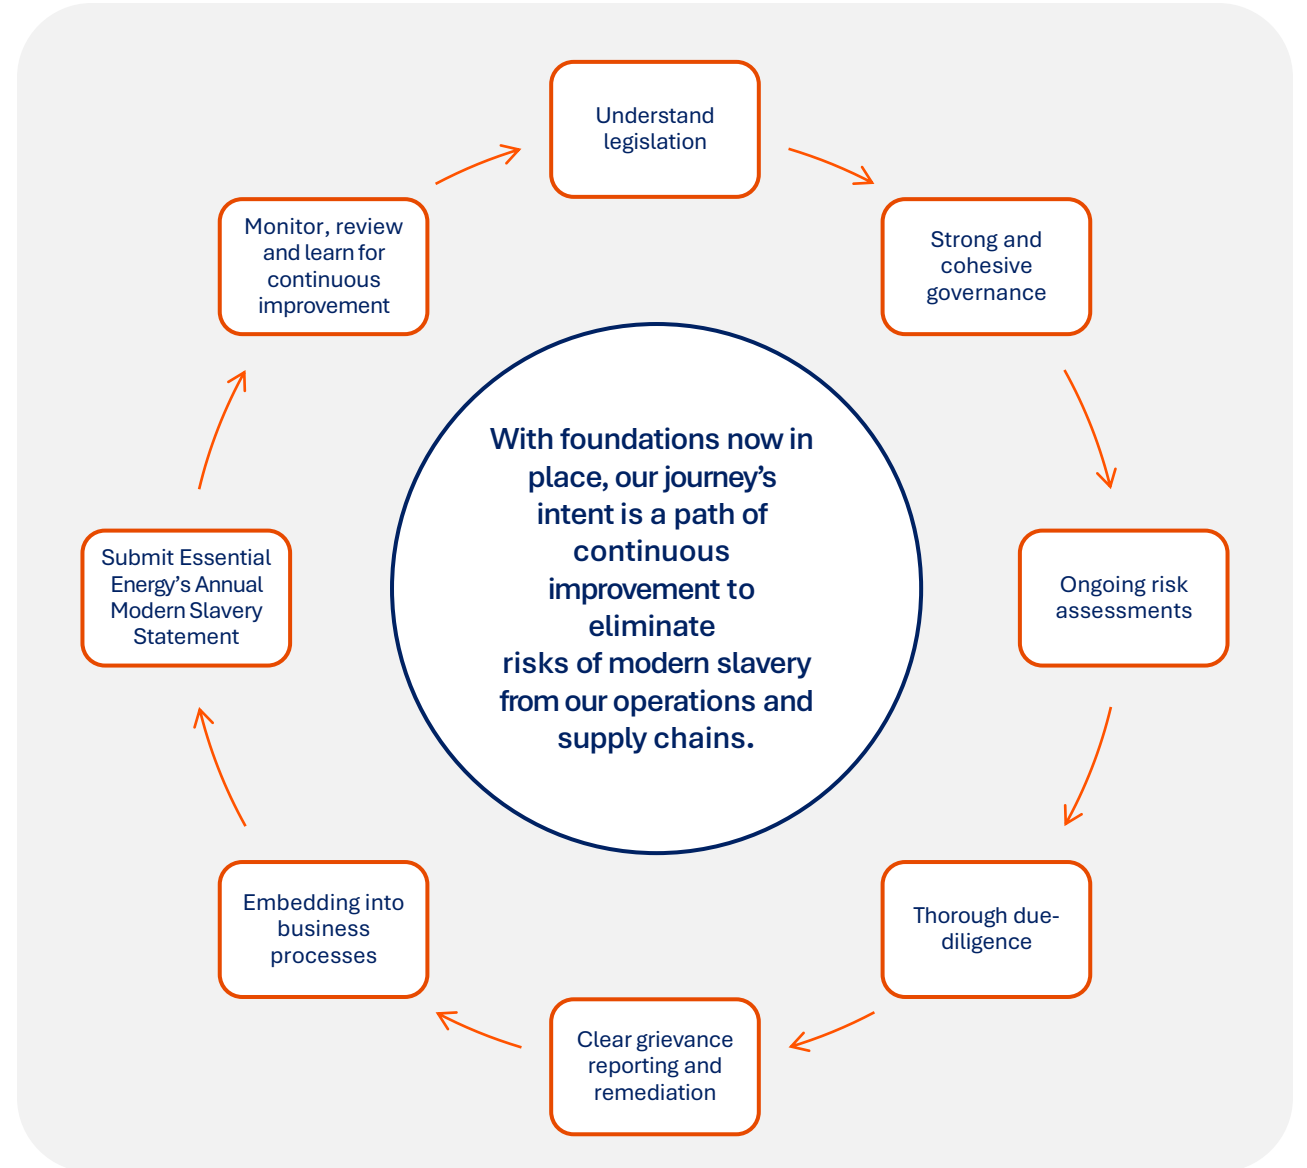 Understand
legislation
Strong and
cohesive
governance
Ongoing risk
assessments
Thorough due-
diligence
Clear grievance
reporting and
remediation
Embedding into
business
processes
Submit Essential
Energy’s Annual
Modern Slavery
Statement
Monitor, review
and learn for
continuous
improvement
With foundations now in
place, our journey’s
intent is a path of
continuous
improvement to
eliminate
risks of modern slavery
from our operations and
supply chains.